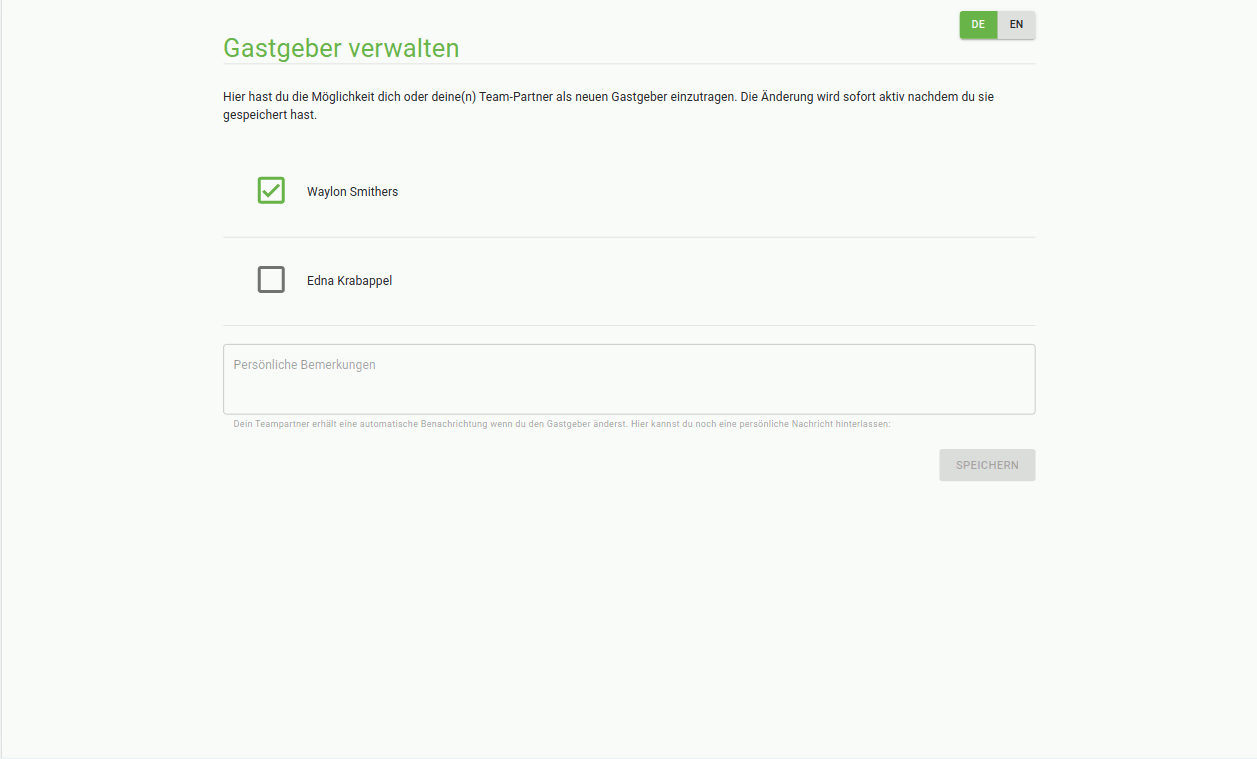 DE EN
Gastgeber verwalten
Hier hast du die Möglichkeit dich oder deine(n) Team-Partner als neuen Gastgeber einzutragen. Die Änderung wird sofort aktiv nachdem du sie
gespeichert hast.
Waylon Smithers
Edna Krabappel
Persönliche Bemerkungen
Dein Teampartner erhält eine automatische Benachrichtung wenn du den Gastgeber änderst. Hier kannst du noch eine persönliche Nachricht hinterlassen:
SPEICHERN